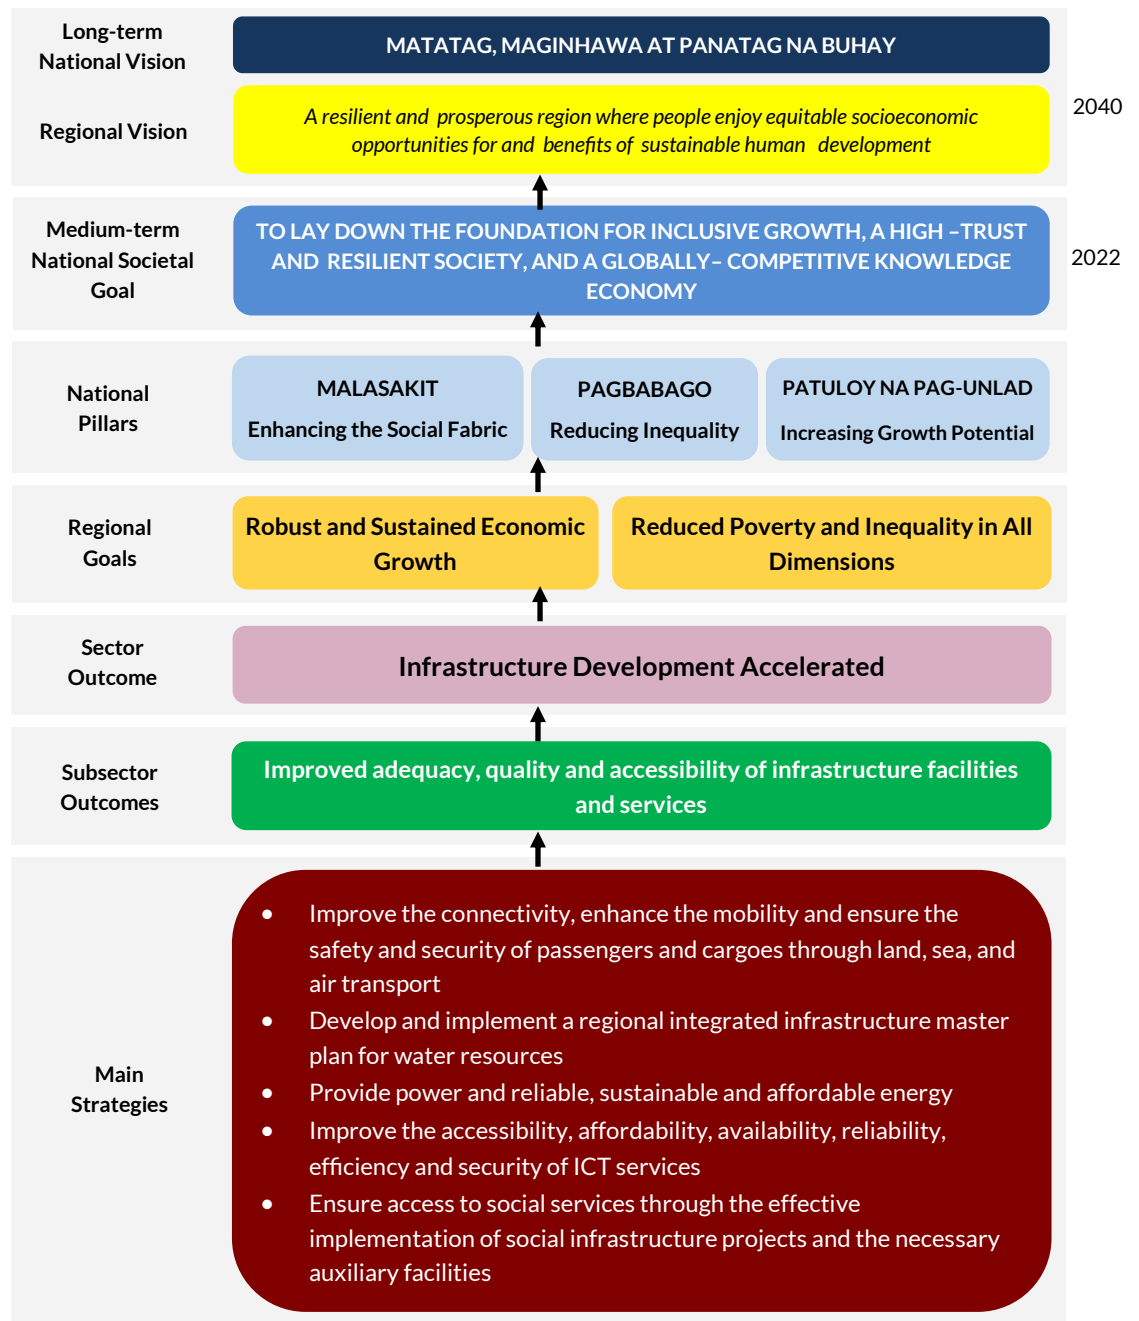 Long-term
National Vision
MATATAG, MAGINHAWA AT PANATAG NA BUHAY
Regional Vision
A resilient and prosperous region where people enjoy equitable socioeconomic
opportunities for and benefits of sustainable human development
2040
Medium-term
National Societal
Goal
TO LAY DOWN THE FOUNDATION FOR INCLUSIVE GROWTH, A HIGH –TRUST
AND RESILIENT SOCIETY, AND A GLOBALLY– COMPETITIVE KNOWLEDGE
ECONOMY
2022
National
Pillars
MALASAKIT
Enhancing the Social Fabric
PAGBABAGO
Reducing Inequality
PATULOY NA PAG-UNLAD
Increasing Growth Potential
Regional
Goals
Robust and Sustained Economic
Growth
Reduced Poverty and Inequality in All
Dimensions
Sector
Outcome
Infrastructure Development Accelerated
Subsector
Outcomes
Improved adequacy, quality and accessibility of infrastructure facilities
and services
Main
Strategies
• Improve the connectivity, enhance the mobility and ensure the
safety and security of passengers and cargoes through land, sea, and
air transport
• Develop and implement a regional integrated infrastructure master
plan for water resources
• Provide power and reliable, sustainable and affordable energy
• Improve the accessibility, affordability, availability, reliability,
efficiency and security of ICT services
• Ensure access to social services through the effective
implementation of social infrastructure projects and the necessary
auxiliary facilities